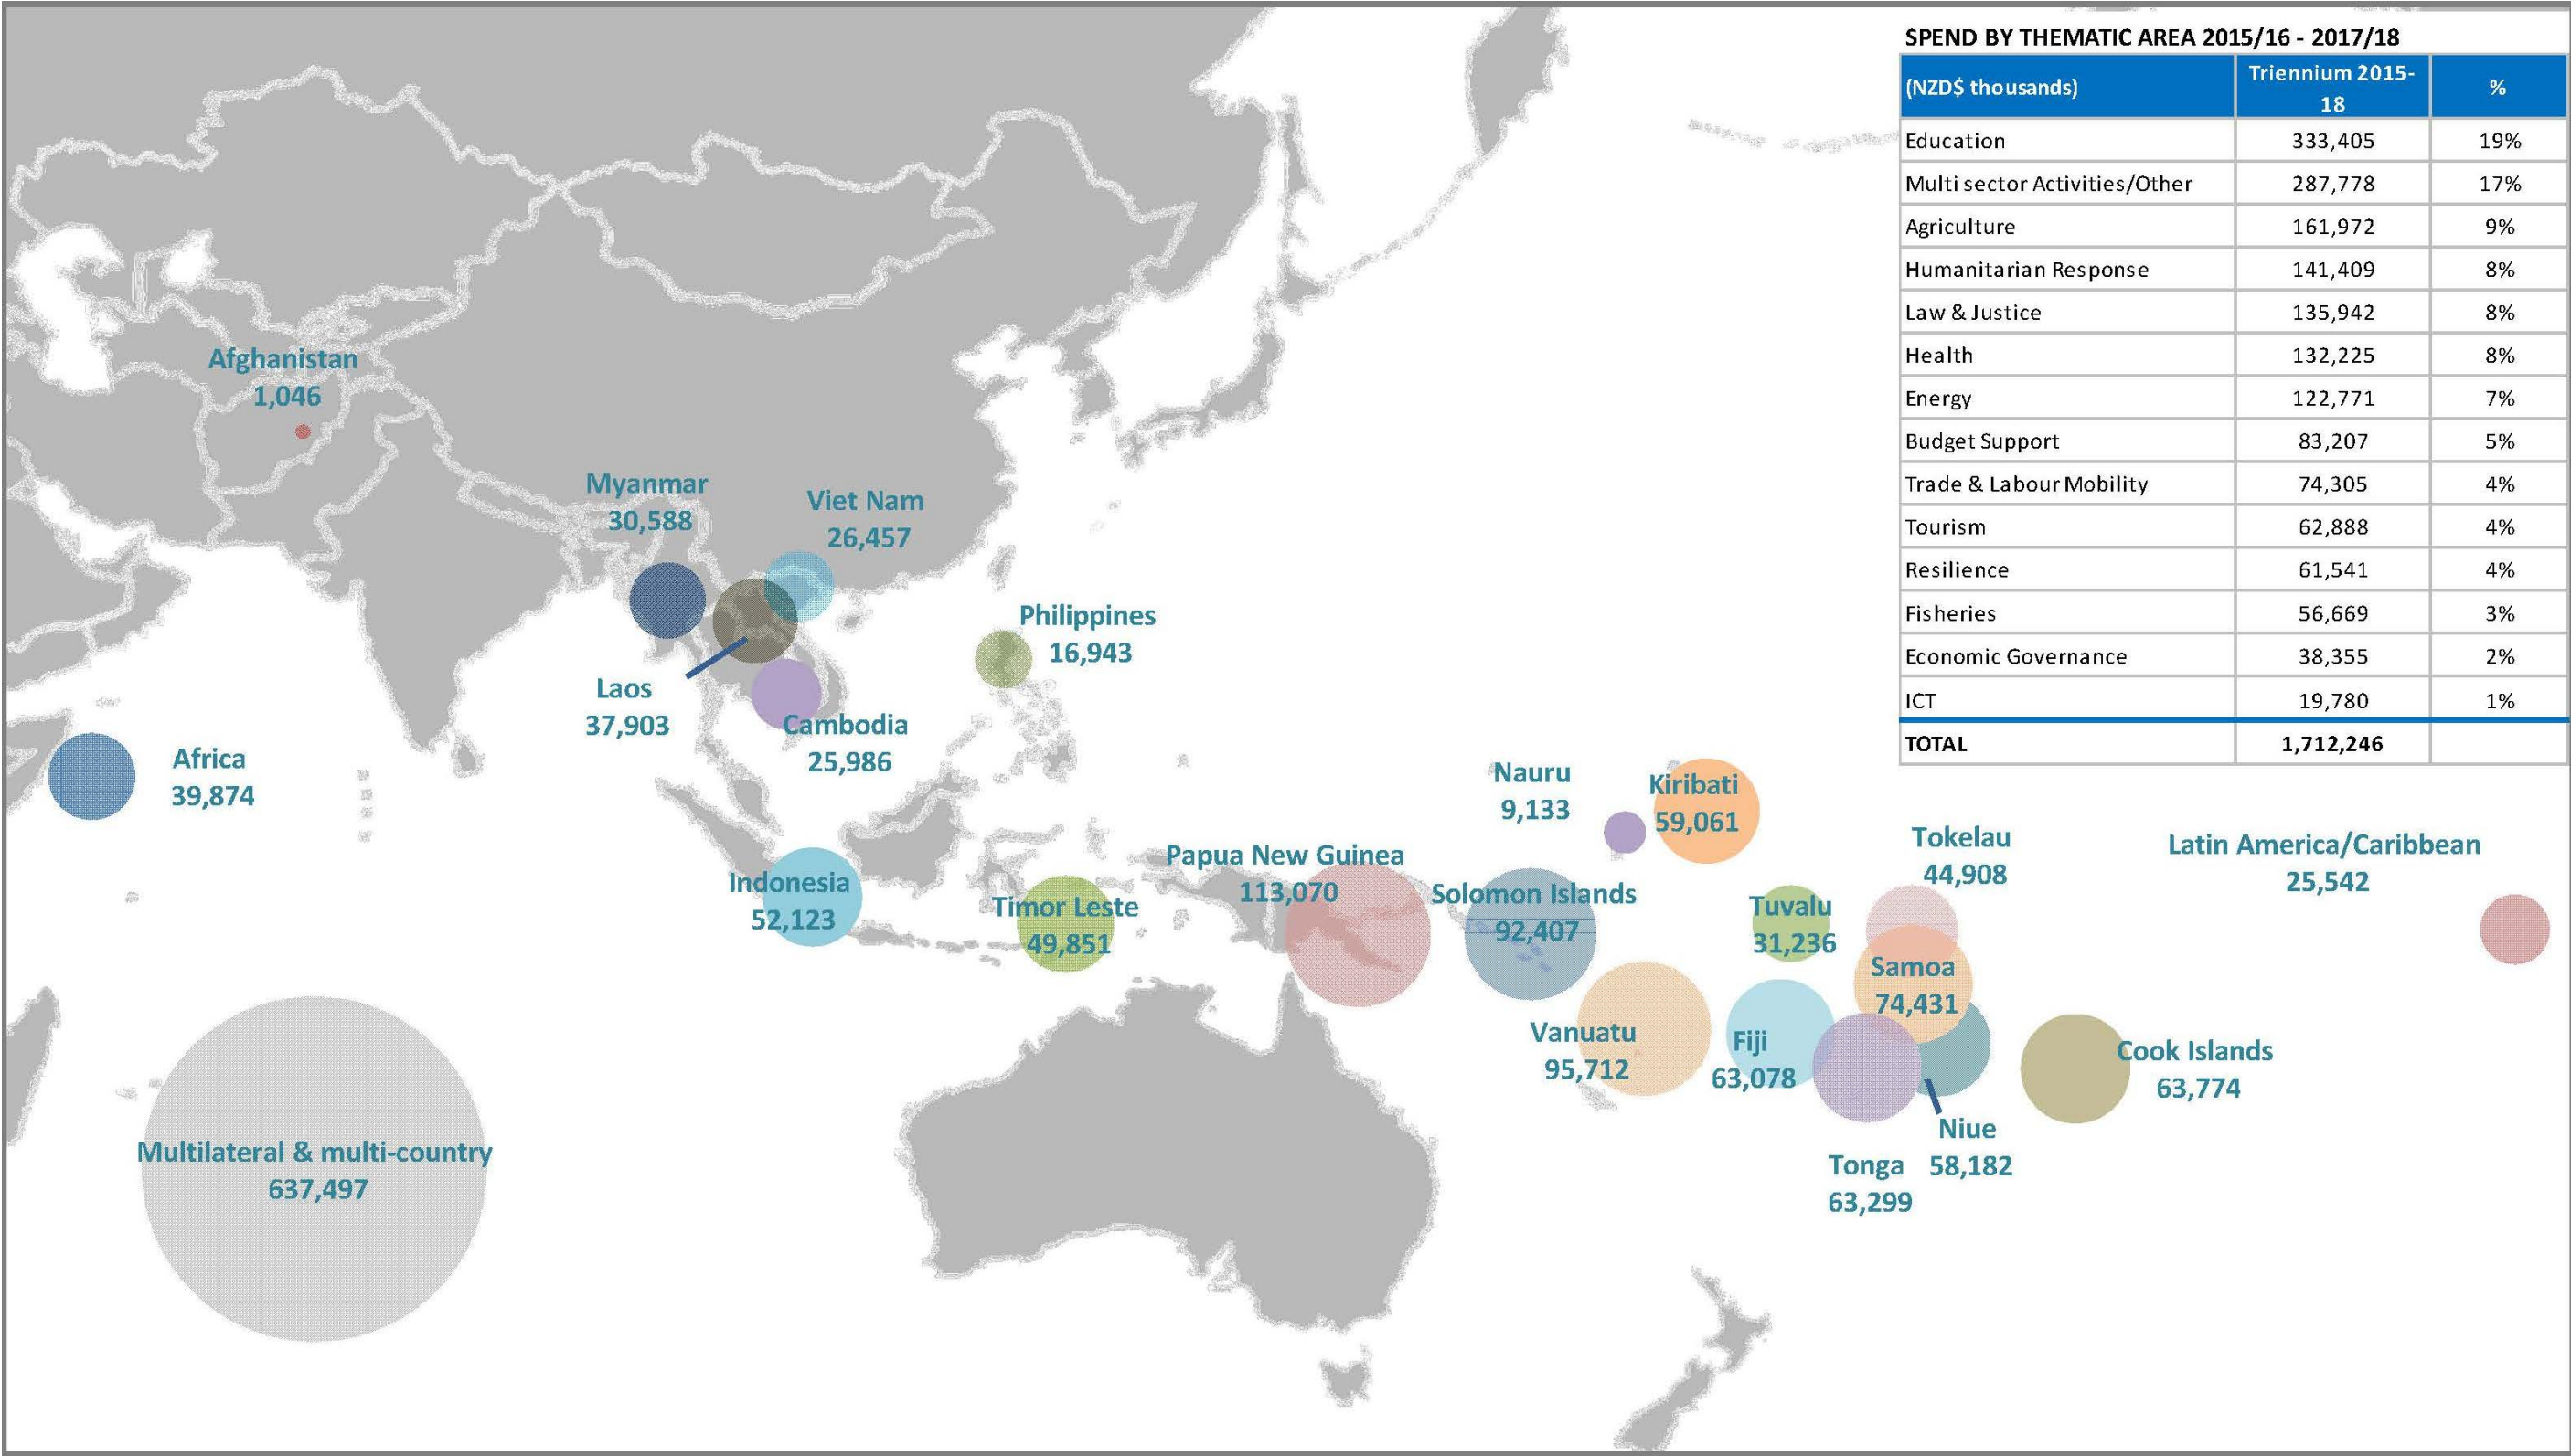 SPEND BY THEMATIC AREA 2015/16 - 2017/18
(NZD$ thousands) Triennium 2015-18 %
Education 333,405 19%
Multi sector Activities/Other 287,778 17%
Agriculture 161,972 9%
Humanitarian Response 141,409 8%
Law & Justice 135,942 8%
Health 132,225 8%
Energy 122,771 7%
Budget Support 83,207 5%
Trade & Labour Mobility 74,305 4%
Tourism 62,888 4%
Resilience 61,541 4%
Fisheries 56,669 3%
Economic Governance 38,355 2%
ICT 19,780 1%
TOTAL 1,712,246
Afghanistan
1,046
Myanmar
30,588
Viet Nam
26,457
Philippines
16,943
Laos
37,903
Cambodia
25,986
Africa
39,874
Nauru
9,133
Kiribati
59,061
Tokelau
44,908
Latin America/Caribbean
25,542
Papua New Guinea
113,070
Indonesia
52,123
Timor Leste
49,851
Solomon Islands
92,407
Tuvalu
31,236
Samoa
74,431
Vanuatu
95,712
Fiji
63,078
Cook Islands
63,774
Niue
58,182
Tonga
63,299
Multilateral & multi-country
637,497